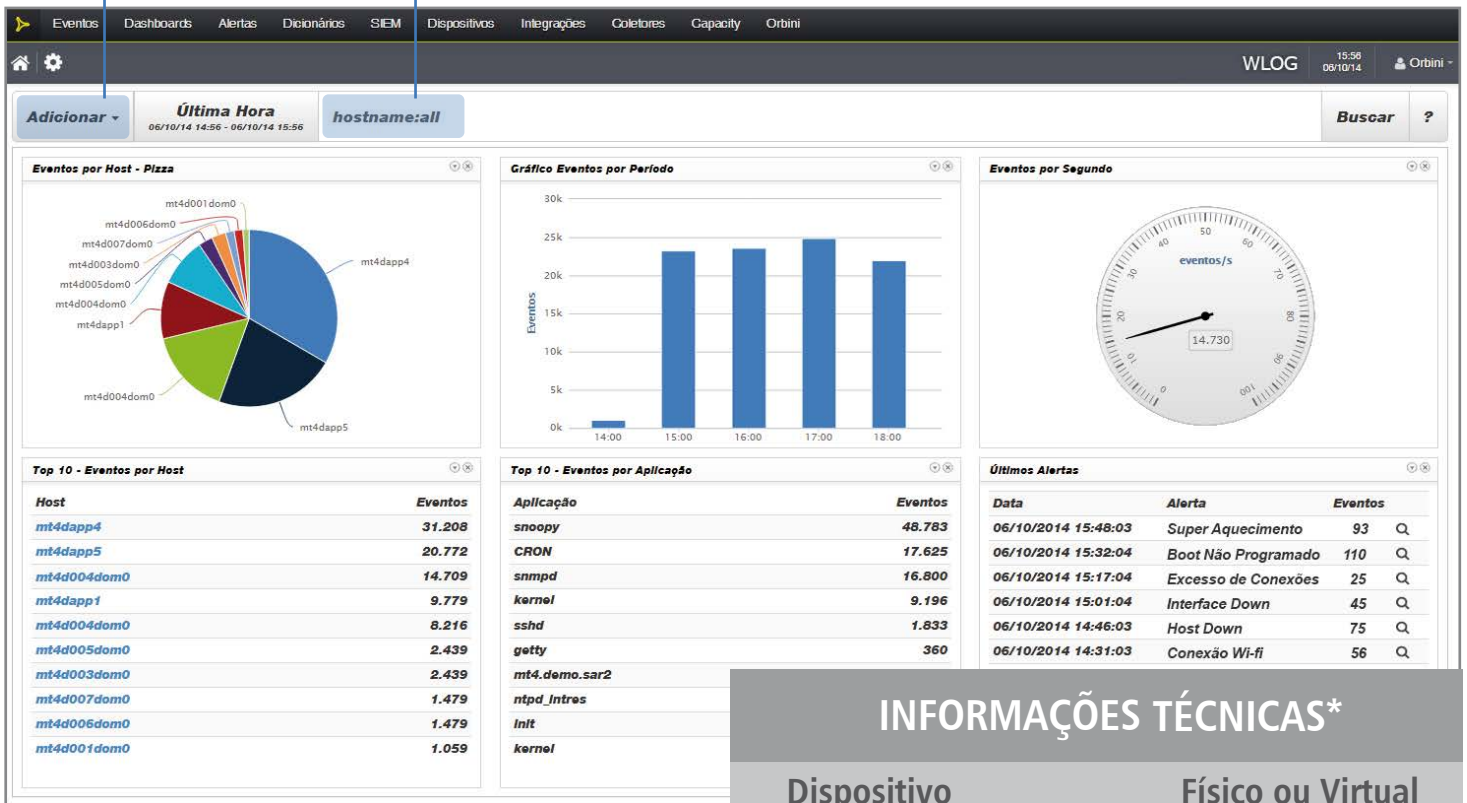 Eventos Dashboards Alertas Dicionários SIEM Dispositivos Integrações Coletores Capacity Orbini
WLOG 15:56 06/10/14 Orbini
Adicionar Última Hora hostname:all Buscar ?
06/10/14 14:56 - 06/10/14 15:56
Eventos por Host - Pizza
mt4d001dom0
mt4d006dom0
mt4d007dom0
mt4d003dom0
mt4d005dom0
mt4d004dom0
mt4dapp1
mt4d004dom0
mt4dapp4
mt4dapp5
Gráfico Eventos por Período
Eventos
30k
25k
20k
15k
10k
5k
0k
14:00 15:00 16:00 17:00 18:00
Eventos por Segundo
eventos/s
0 10 20 30 40 50 60 70 80 90 100
14.730
Top 10 - Eventos por Host
Host Eventos
mt4dapp4 31.208
mt4dapp5 20.772
mt4d004dom0 14.709
mt4dapp1 9.779
mt4d004dom0 8.216
mt4d005dom0 2.439
mt4d003dom0 2.439
mt4d007dom0 1.479
mt4d006dom0 1.479
mt4d001dom0 1.059
Top 10 - Eventos por Aplicação
Aplicação Eventos
snoopy 48.783
CRON 17.625
snmpd 16.800
kernel 9.196
sshd 1.833
getty 360
mt4.demo.sar2
ntpd_intres
init
kernel
Últimos Alertas
Data Alerta Eventos
06/10/2014 15:48:03 Super Aquecimento 93
06/10/2014 15:32:04 Boot Não Programado 110
06/10/2014 15:17:04 Excesso de Conexões 25
06/10/2014 15:01:04 Interface Down 45
06/10/2014 14:46:03 Host Down 75
06/10/2014 14:31:03 Conexão Wi-fi 56
INFORMAÇÕES TÉCNICAS*
Dispositivo Físico ou Virtual